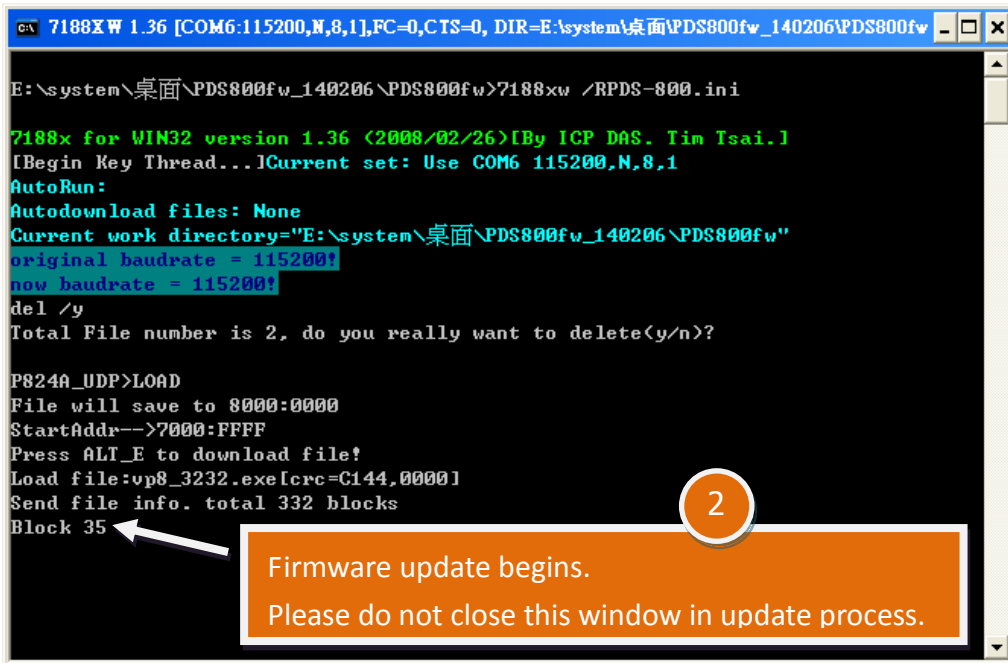 7188XW 1.36 [COM6:115200,N,8,1],FC=0,CTS=0, DIR=E:\system\桌面\PDS800fw_140206\PDS800fw
E:\system\桌面\PDS800fw_140206\PDS800fw>7188xw /RPDS-800.ini
7188x for WIN32 version 1.36 (2008/02/26)[By ICP DAS. Tim Tsai.]
[Begin Key Thread...]Current set: Use COM6 115200,N,8,1
AutoRun:
Autodownload files: None
Current work directory="E:\system\桌面\PDS800fw_140206\PDS800fw"
original baudrate = 115200!
now baudrate = 115200!
del /y
Total File number is 2, do you really want to delete(y/n)?
P824A_UDP>LOAD
File will save to 8000:0000
StartAddr-->7000:FFFF
Press ALT_E to download file!
Load file:vp8_3232.exe[crc=C144,0000]
Send file info. total 332 blocks
Block 35
2
Firmware update begins.
Please do not close this window in update process.